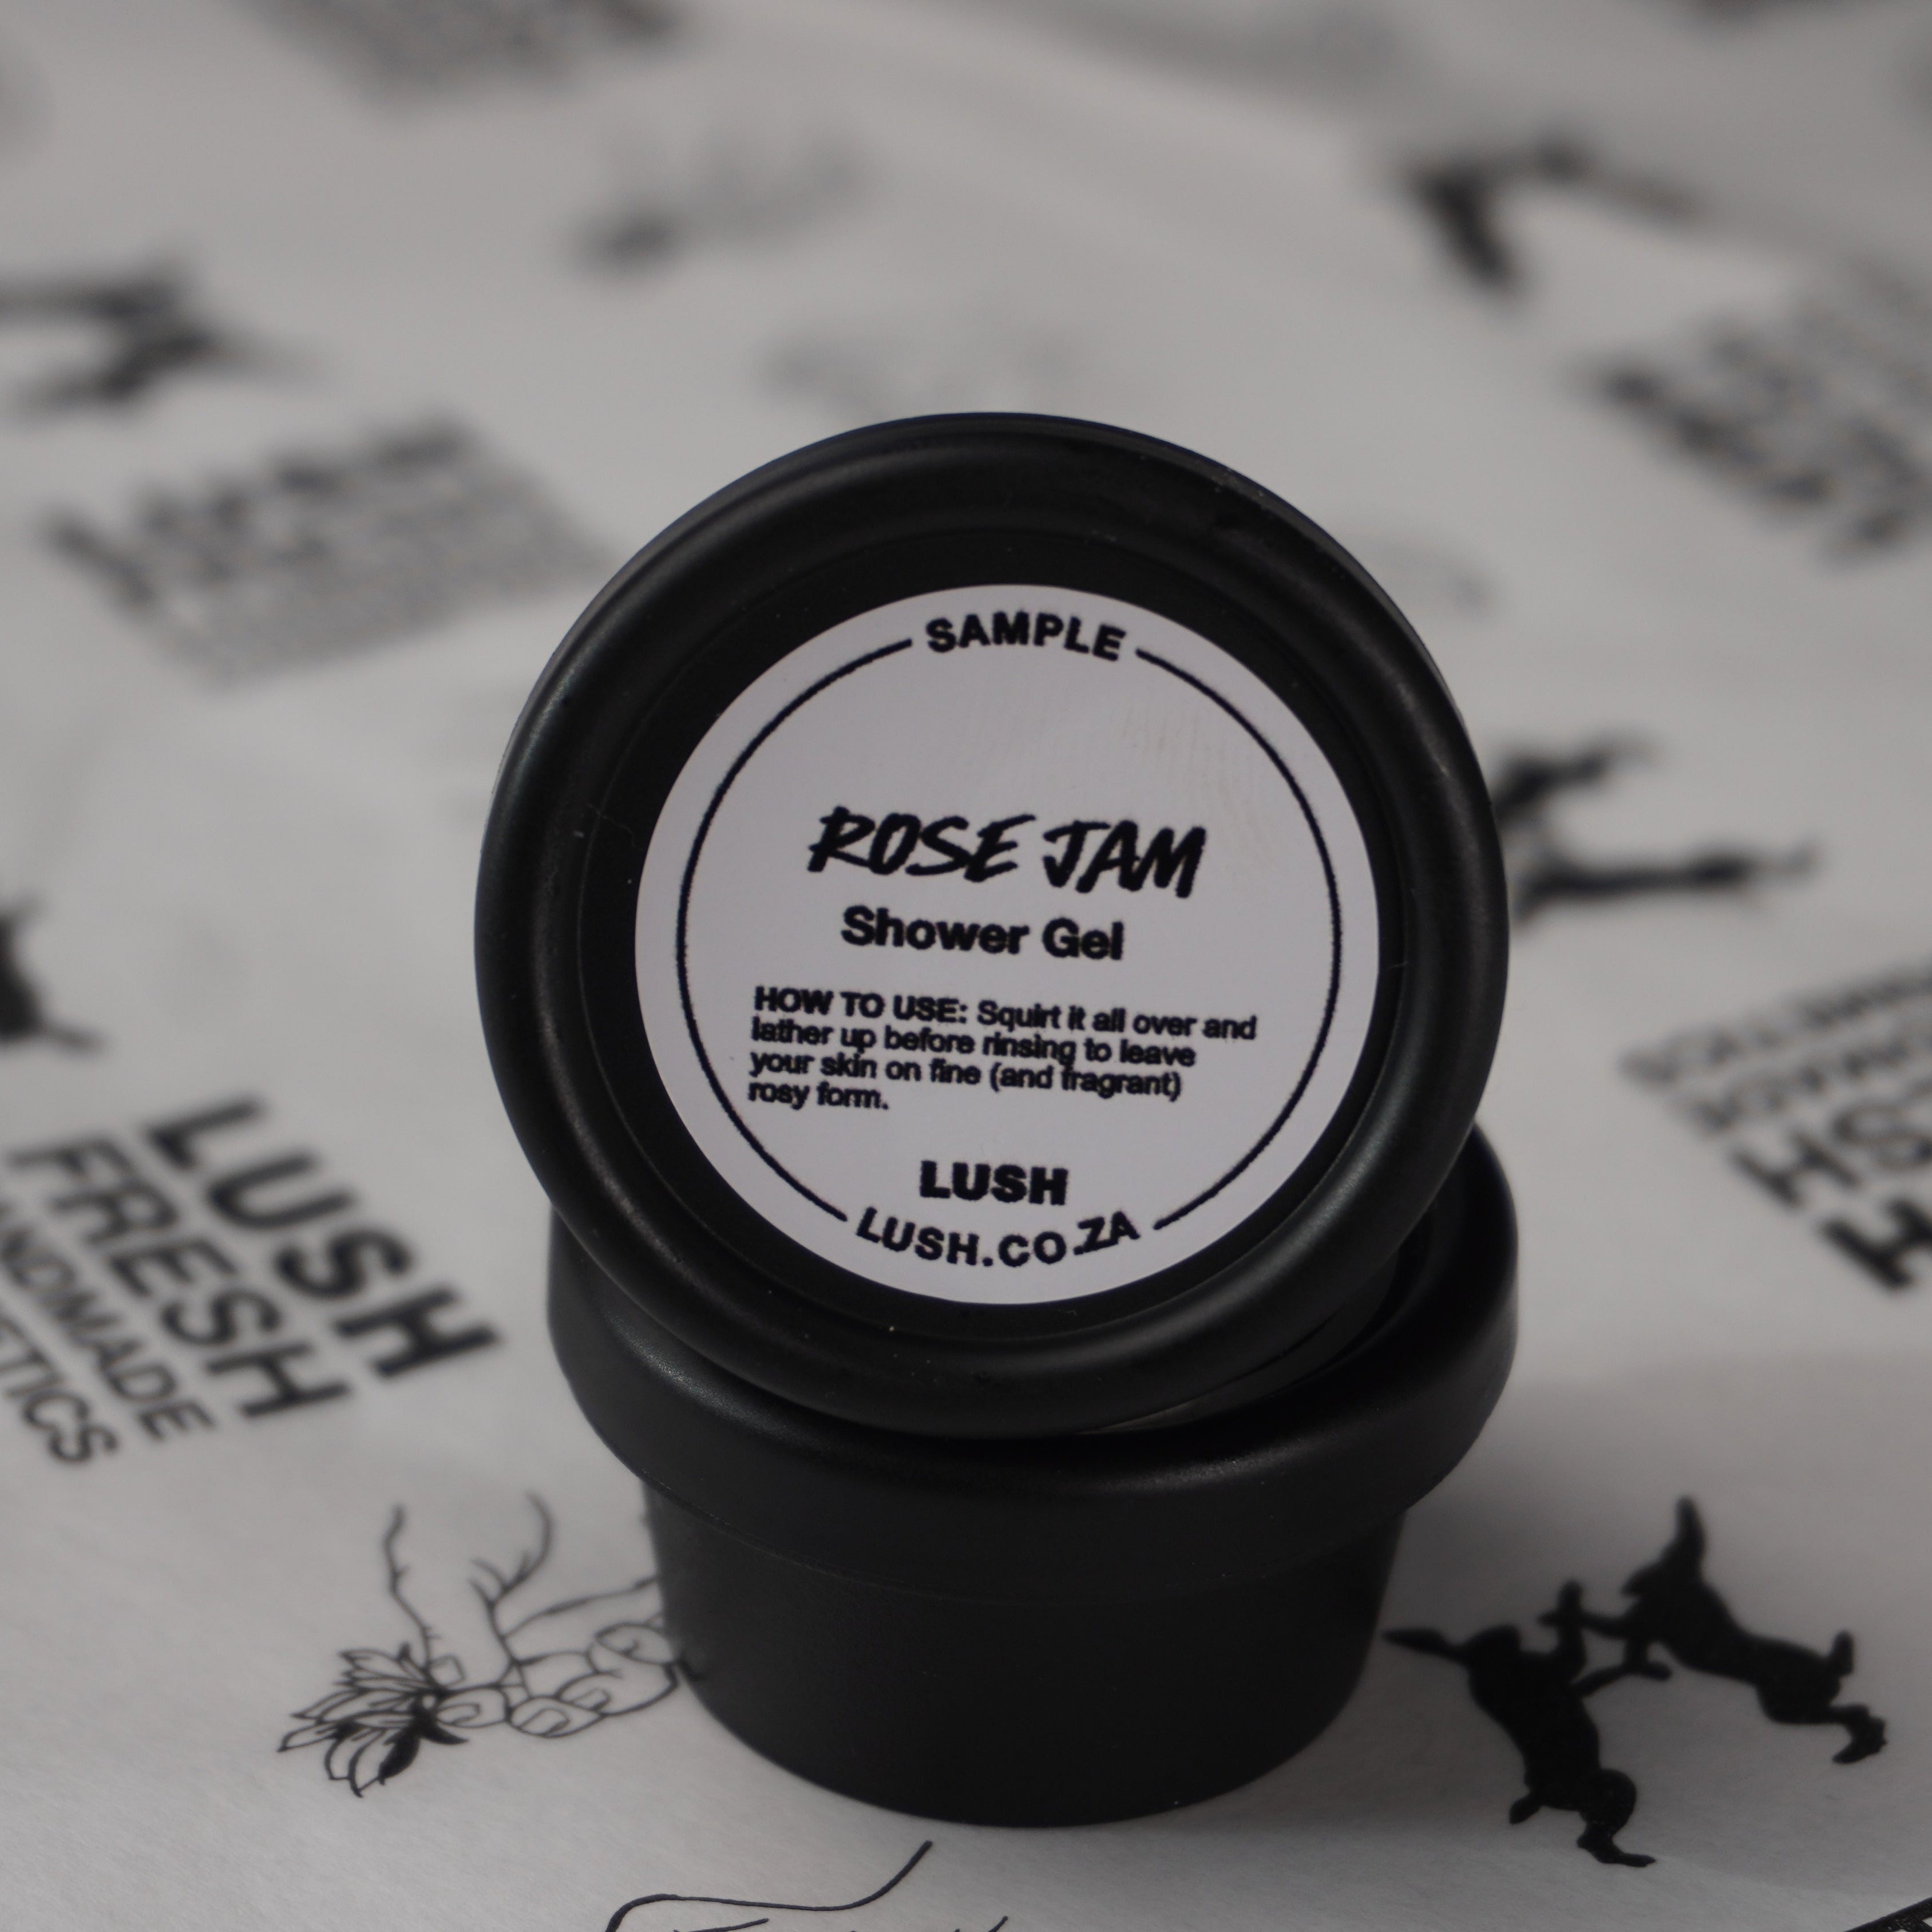 SAMPLE
ROSE JAM
Shower Gel
HOW TO USE: Squirt it all over and
lather up before rinsing to leave
your skin on fine (and fragrant)
rosy form.
LUSH
LUSH.CO.ZA
LUSH
FRESH